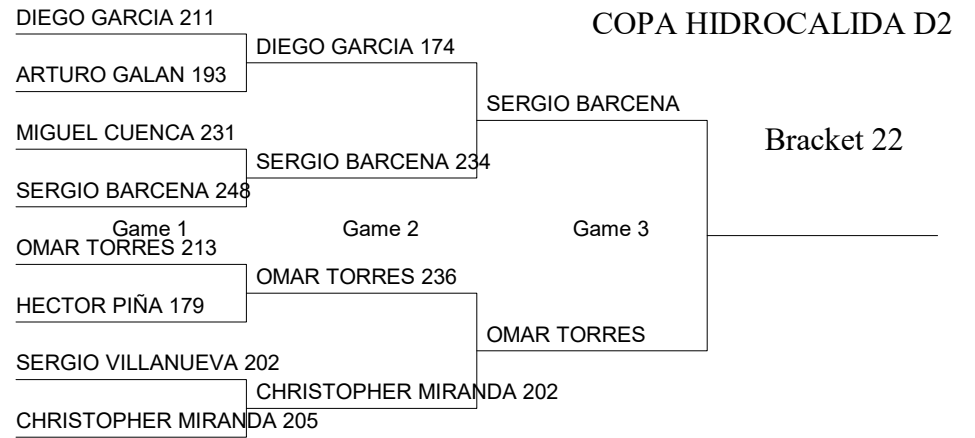 DIEGO GARCIA 211
COPA HIDROCALIDA D2
DIEGO GARCIA 174
ARTURO GALAN 193
SERGIO BARCENA
MIGUEL CUENCA 231
Bracket 22
SERGIO BARCENA 234
SERGIO BARCENA 248
Game 1
Game 2
Game 3
OMAR TORRES 213
OMAR TORRES 236
HECTOR PIÑA 179
OMAR TORRES
SERGIO VILLANUEVA 202
CHRISTOPHER MIRANDA 202
CHRISTOPHER MIRANDA 205